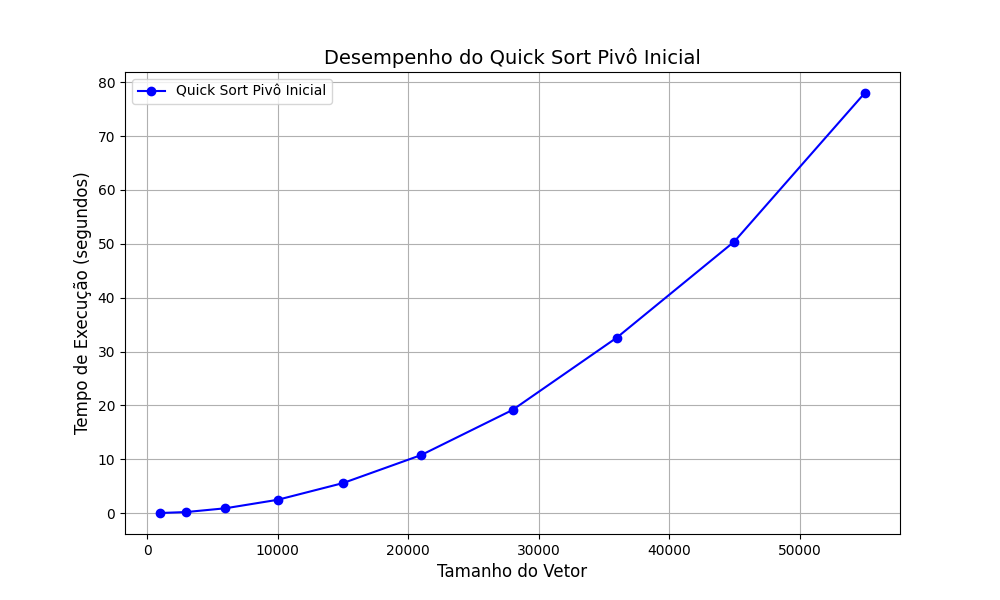 Desempenho do Quick Sort Pivô Inicial
Quick Sort Pivô Inicial
Tempo de Execução (segundos)
80
70
60
50
40
30
20
10
0
0 10000 20000 30000 40000 50000
Tamanho do Vetor